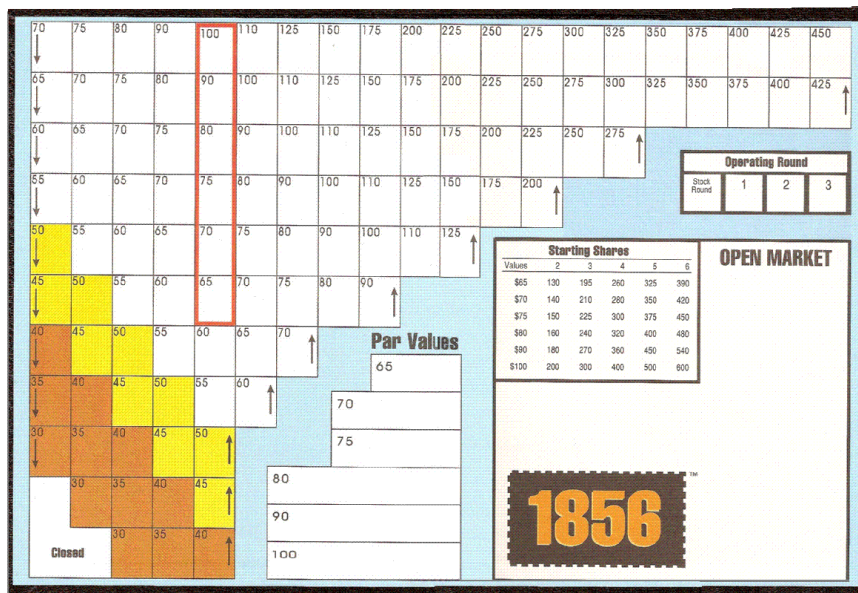 70 75 80 90 100 110 125 150 175 200 225 250 275 300 325 350 375 400 425 450
65 70 75 80 90 100 110 125 150 175 200 225 250 275 300 325 350 375 400 425
60 65 70 75 80 90 100 110 125 150 175 200 225 250 275
55 60 65 70 75 80 90 100 110 125 150 175 200
50 55 60 65 70 75 80 90 100 110 125
45 50 55 60 65 70 75 80 90
40 45 50 55 60 65 70
35 40 45 50 55 60
30 35 40 45 50
30 35 40 45
30 35 40
Closed
Par Values
65
70
75
80
90
100
Operating Round
Stock Round 1 2 3
Starting Shares
Values 2 3 4 5 6
$65 130 195 260 325 390
$70 140 210 280 350 420
$75 150 225 300 375 450
$80 160 240 320 400 480
$90 180 270 360 450 540
$100 200 300 400 500 600
OPEN MARKET
1856 ™